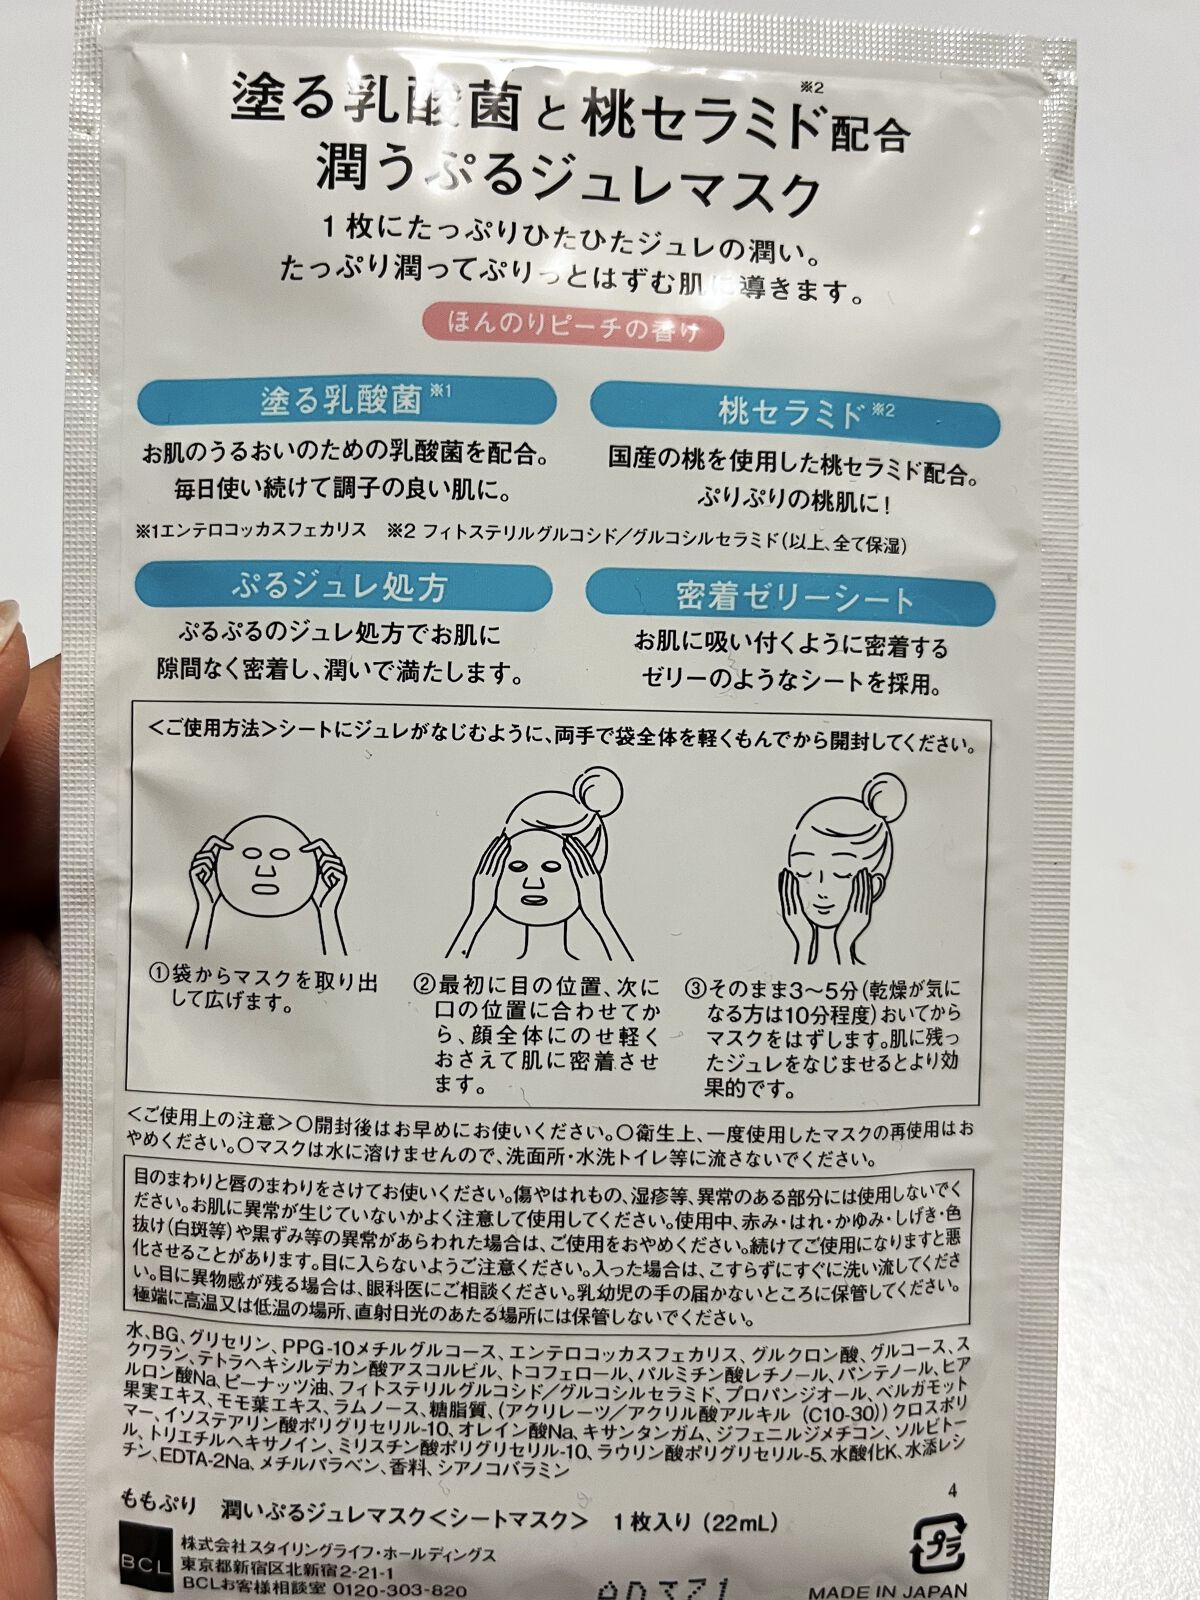 塗る乳酸菌と桃セラミド※2配合
潤うぷるジュレマスク
1枚にたっぷりひたひたジュレの潤い。
たっぷり潤ってぷりっとはずむ肌に導きます。
ほんのりピーチの香り
塗る乳酸菌※1
お肌のうるおいのための乳酸菌を配合。
毎日使い続けて調子の良い肌に。
桃セラミド※2
国産の桃を使用した桃セラミド配合。
ぷりぷりの桃肌に!
※1エンテロコッカスフェカリス ※2 フィトステリルグルコシド/グルコシルセラミド(以上、全て保湿)
ぷるジュレ処方
ぷるぷるのジュレ処方でお肌に
隙間なく密着し、潤いで満たします。
密着ゼリーシート
お肌に吸い付くように密着する
ゼリーのようなシートを採用。
<ご使用方法>シートにジュレがなじむように、両手で袋全体を軽くもんでから開封してください。
①袋からマスクを取り出
して広げます。
②最初に目の位置、次に
口の位置に合わせてか
ら、顔全体にのせ軽く
おさえて肌に密着させ
ます。
③そのまま3～5分(乾燥が気に
なる方は10分程度)おいてから
マスクをはずします。肌に残っ
たジュレをなじませるとより効
果的です。
<ご使用上の注意>○開封後はお早めにお使いください。○衛生上、一度使用したマスクの再使用はお
やめください。○マスクは水に溶けませんので、洗面所・水洗トイレ等に流さないでください。
目のまわりと唇のまわりをさけてお使いください。傷やはれもの、湿疹等、異常のある部分には使用しないでく
ださい。お肌に異常が生じていないかよく注意して使用してください。使用中、赤み・はれ・かゆみ・しげき・色
抜け(白斑等)や黒ずみ等の異常があらわれた場合は、ご使用をおやめください。続けてご使用になりますと悪
化させることがあります。目に入らないようご注意ください。入った場合は、こすらずにすぐに洗い流してくださ
い。目に異物感が残る場合は、眼科医にご相談ください。乳幼児の手の届かないところに保管してください。
極端に高温又は低温の場所、直射日光のあたる場所には保管しないでください。
水、BG、グリセリン、PPG-10メチルグルコース、エンテロコッカスフェカリス、グルクロン酸、グルコース、ス
クワラン、テトラヘキシルデカン酸アスコルビル、トコフェロール、パルミチン酸レチノール、パンテノール、ヒア
ルロン酸Na、ピーナッツ油、フィトステリルグルコシド/グルコシルセラミド、プロパンジオール、ベルガモット
果実エキス、モモ葉エキス、ラムノース、糖脂質、(アクリレーツ/アクリル酸アルキル(C10-30))クロスポリ
マー、イソステアリン酸ポリグリセリル-10、オレイン酸Na、キサンタンガム、ジフェニルジメチコン、ソルビトー
ル、トリエチルヘキサノイン、ミリスチン酸ポリグリセリル-10、ラウリン酸ポリグリセリル-5、水酸化K、水添レシ
チン、EDTA-2Na、メチルパラベン、香料、シアノコバラミン
4
ももぷり 潤いぷるジュレマスク<シートマスク> 1枚入り(22mL)
BCL
株式会社スタイリングライフ・ホールディングス
東京都新宿区北新宿2-21-1
BCLお客様相談室 0120-303-820
プラ
MADE IN JAPAN